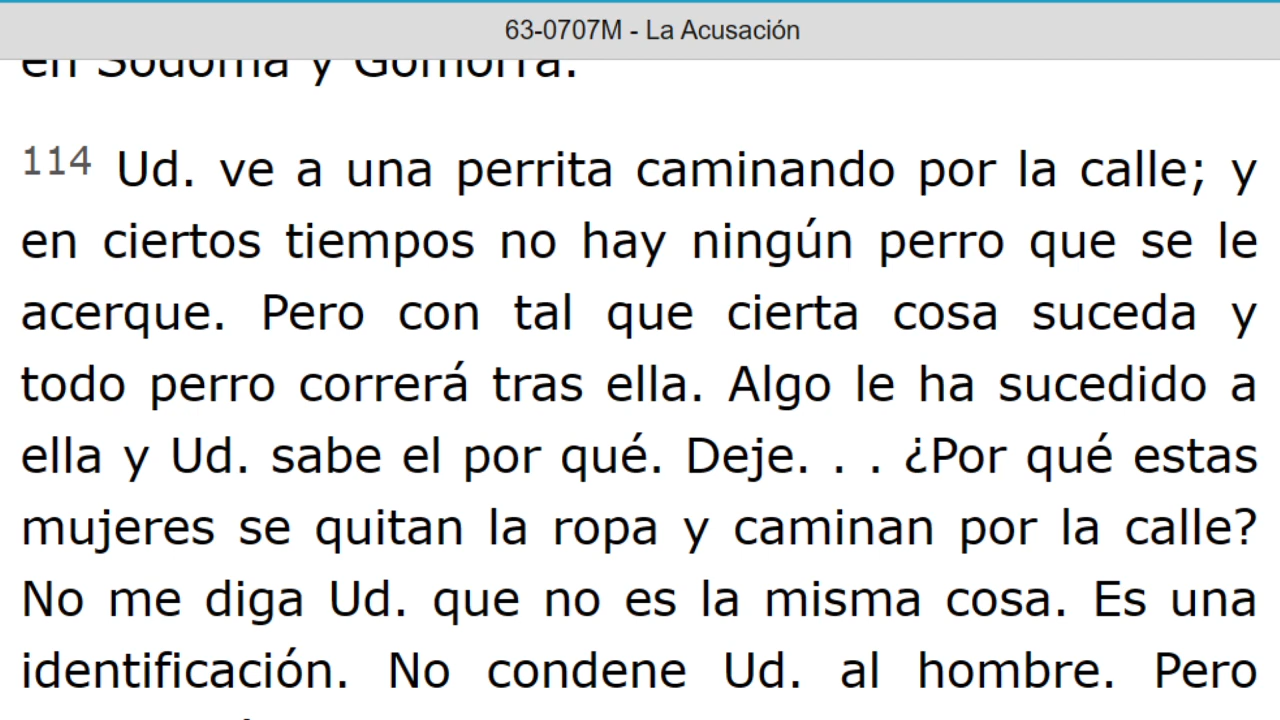 63-0707M - La Acusación
en Sodoma y Gomorra.
114 Ud. ve a una perrita caminando por la calle; y
en ciertos tiempos no hay ningún perro que se le
acerque. Pero con tal que cierta cosa suceda y
todo perro correrá tras ella. Algo le ha sucedido a
ella y Ud. sabe el por qué. Deje. . . ¿Por qué estas
mujeres se quitan la ropa y caminan por la calle?
No me diga Ud. que no es la misma cosa. Es una
identificación. No condene Ud. al hombre. Pero